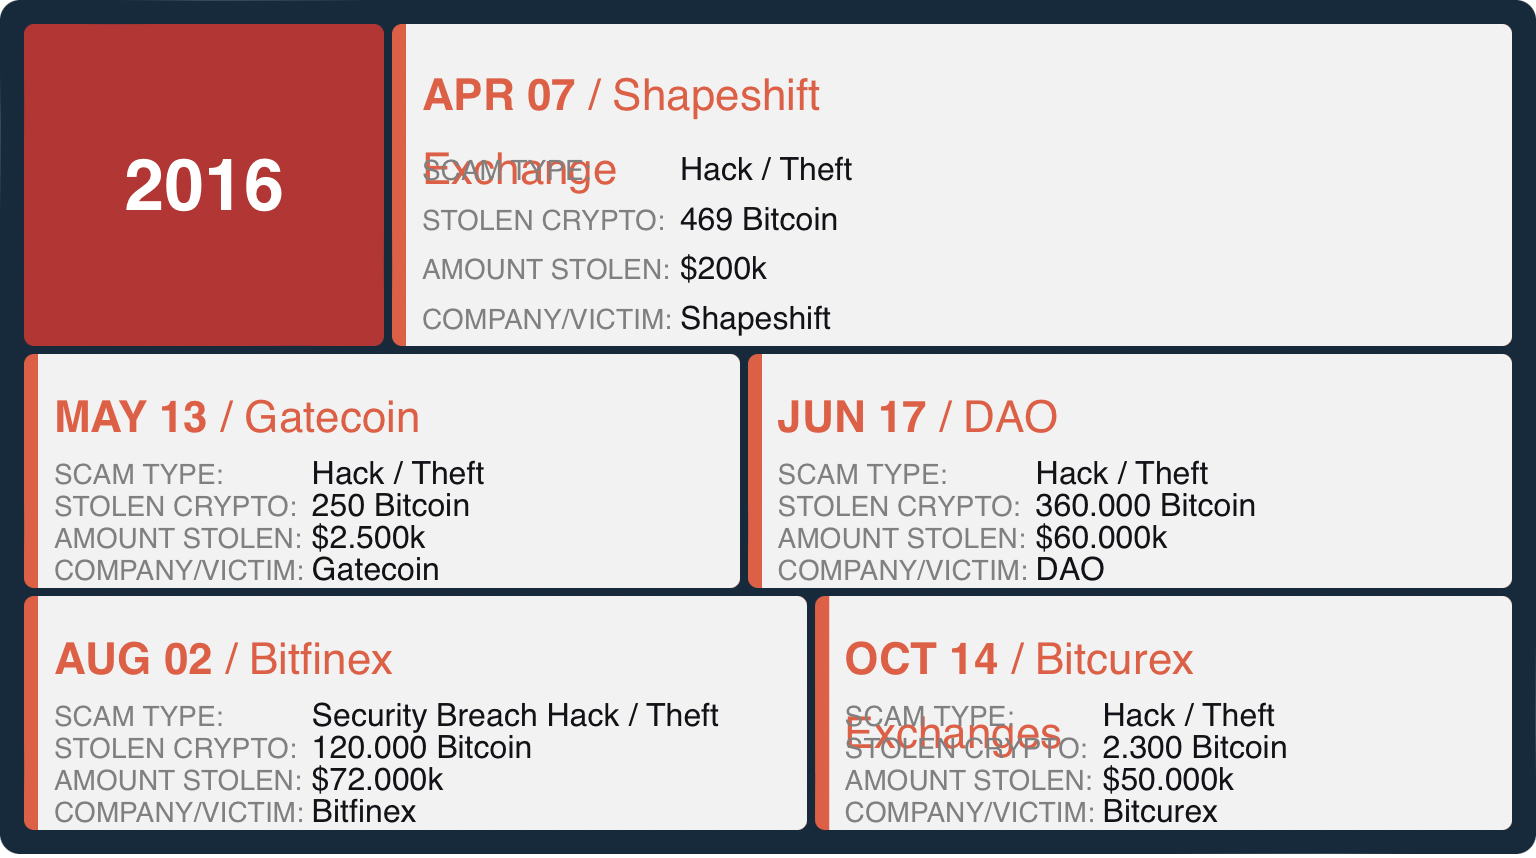 2016
APR 07 / Shapeshift
Exchange
SCAM TYPE: Hack / Theft
STOLEN CRYPTO: 469 Bitcoin
AMOUNT STOLEN: $200k
COMPANY/VICTIM: Shapeshift
MAY 13 / Gatecoin
SCAM TYPE: Hack / Theft
STOLEN CRYPTO: 250 Bitcoin
AMOUNT STOLEN: $2.500k
COMPANY/VICTIM: Gatecoin
JUN 17 / DAO
SCAM TYPE: Hack / Theft
STOLEN CRYPTO: 360.000 Bitcoin
AMOUNT STOLEN: $60.000k
COMPANY/VICTIM: DAO
AUG 02 / Bitfinex
SCAM TYPE: Security Breach Hack / Theft
STOLEN CRYPTO: 120.000 Bitcoin
AMOUNT STOLEN: $72.000k
COMPANY/VICTIM: Bitfinex
OCT 14 / Bitcurex
Exchanges
SCAM TYPE: Hack / Theft
STOLEN CRYPTO: 2.300 Bitcoin
AMOUNT STOLEN: $50.000k
COMPANY/VICTIM: Bitcurex